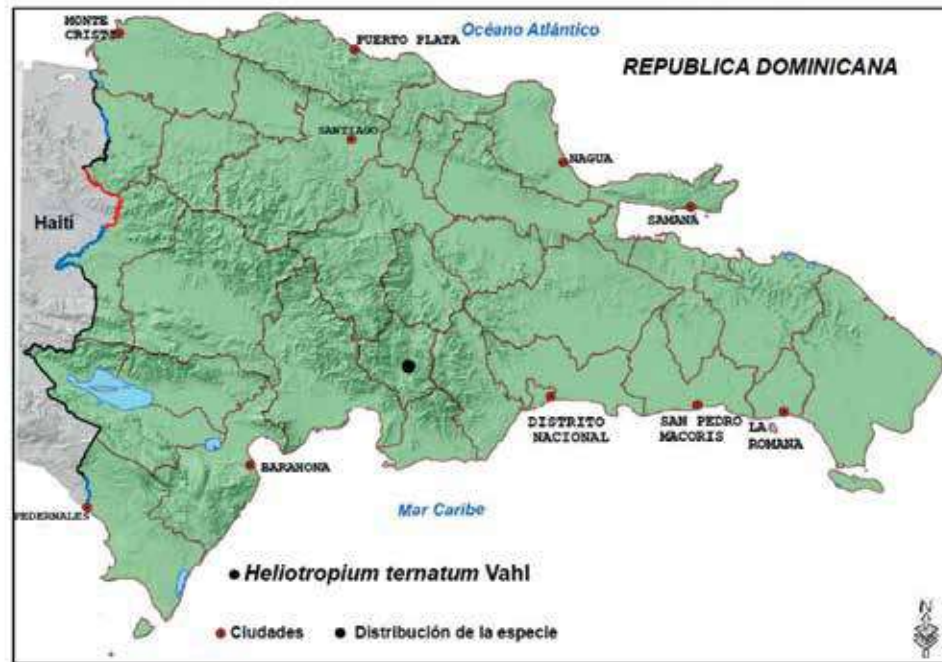 MONTE
CRISTI
PUERTO PLATA
Océano Atlántico
REPUBLICA DOMINICANA
SANTIAGO
NAGUA
SAMANA
Haití
DISTRITO
NACIONAL
SAN PEDRO
MACORIS
LA
ROMANA
BARAHONA
PEDERNALES
Mar Caribe
Heliotropium ternatum Vahl
Ciudades
Distribución de la especie
N